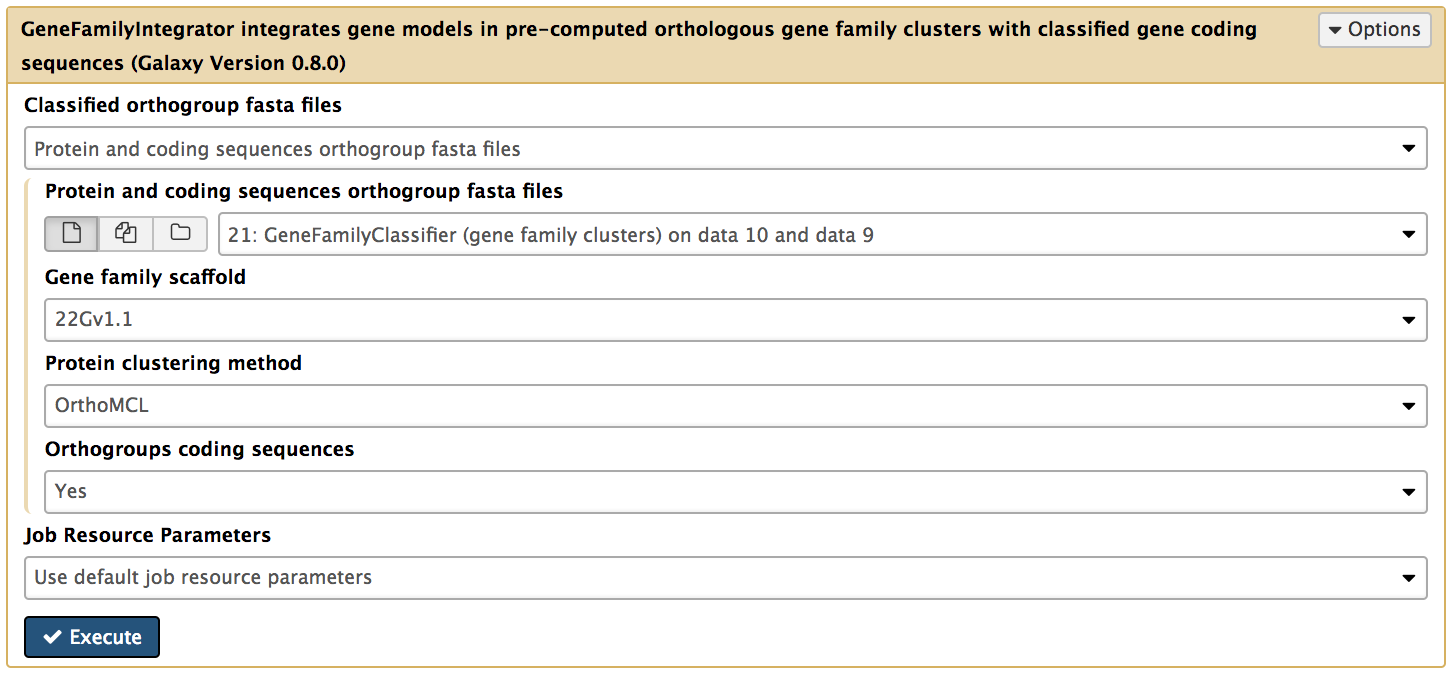 GeneFamilyIntegrator integrates gene models in pre-computed orthologous gene family clusters with classified gene coding
sequences (Galaxy Version 0.8.0)
Options
Classified orthogroup fasta files
Protein and coding sequences orthogroup fasta files
Protein and coding sequences orthogroup fasta files
21: GeneFamilyClassifier (gene family clusters) on data 10 and data 9
Gene family scaffold
22Gv1.1
Protein clustering method
OrthoMCL
Orthogroups coding sequences
Yes
Job Resource Parameters
Use default job resource parameters
Execute